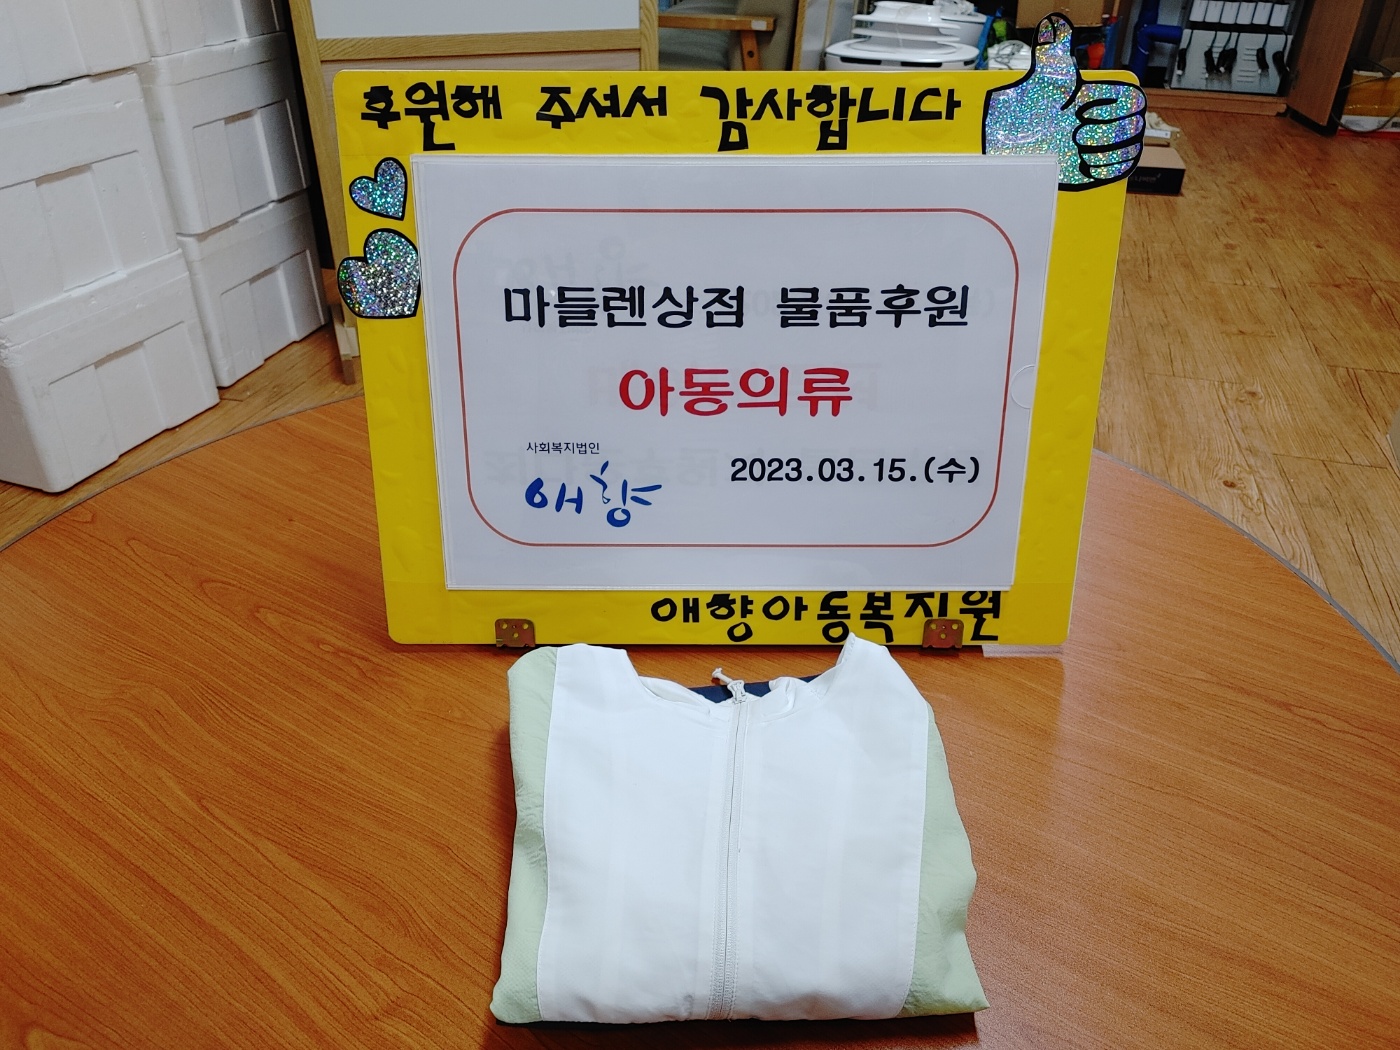 후원해 주셔서 감사합니다
마들렌상점 물품후원
아동의류
사회복지법인
애향
2023.03.15.(수)
애향아동복지원